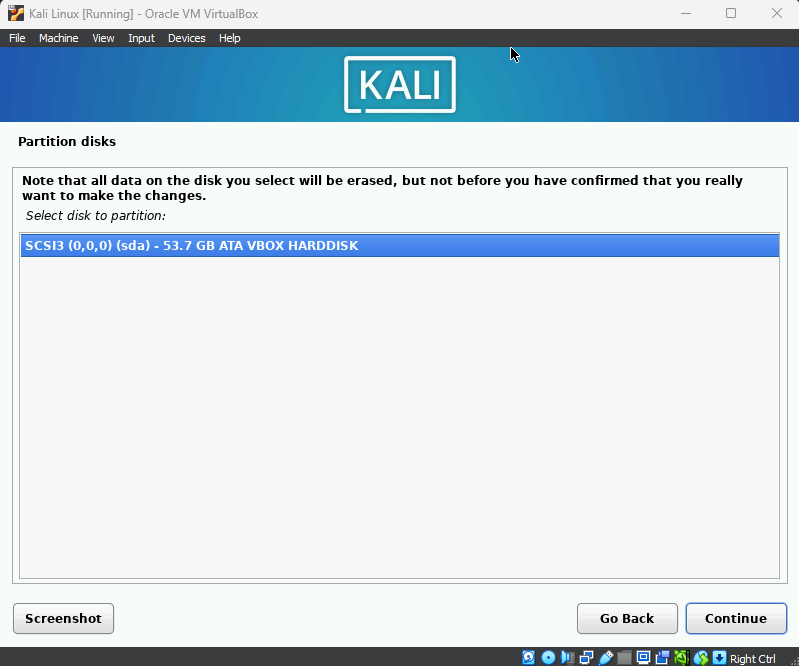 Kali Linux [Running] - Oracle VM VirtualBox
File Machine View Input Devices Help
KALI
Partition disks
Note that all data on the disk you select will be erased, but not before you have confirmed that you really
want to make the changes.
Select disk to partition:
SCSI3 (0,0,0) (sda) - 53.7 GB ATA VBOX HARDDISK
Screenshot Go Back Continue
Right Ctrl